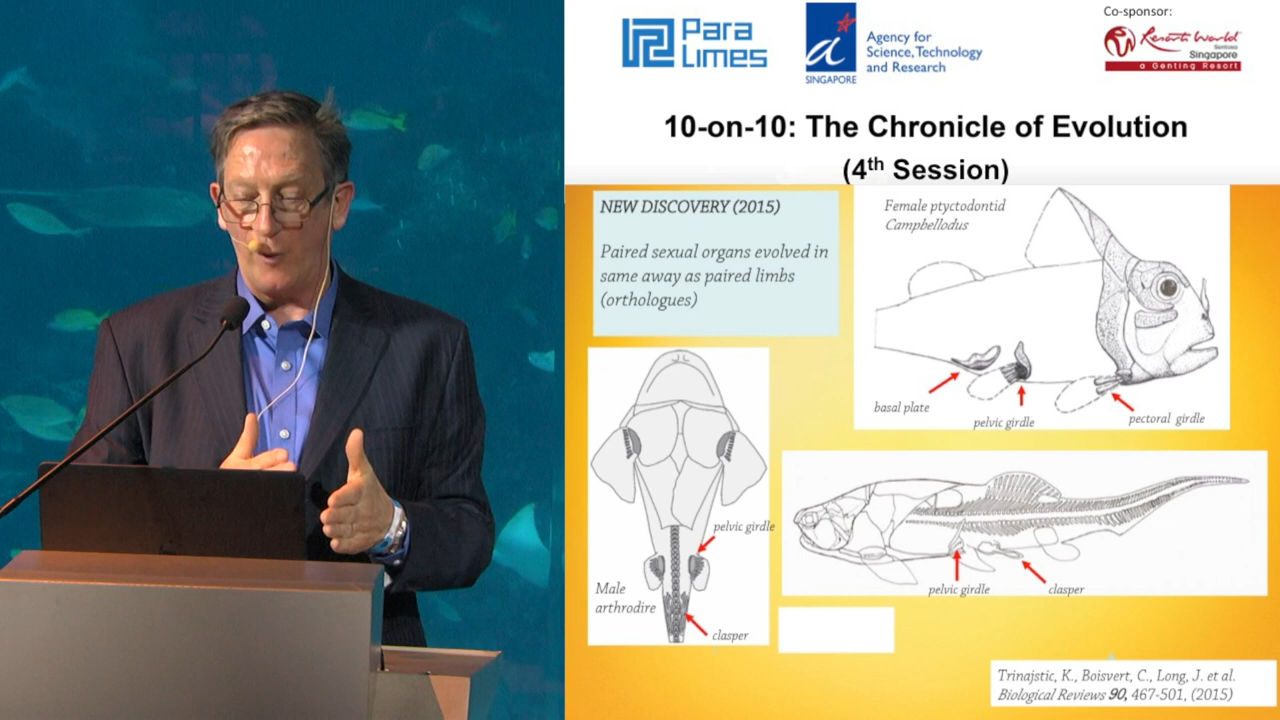 Para
Limes
SINGAPORE
Agency for
Science, Technology
and Research
Co-sponsor:
Resorts World
Sentosa
Singapore
a Genting Resort
10-on-10: The Chronicle of Evolution
(4th Session)
NEW DISCOVERY (2015)
Paired sexual organs evolved in
same away as paired limbs
(orthologues)
Female ptyctodontid
Campbellodus
basal plate
pelvic girdle
pectoral girdle
pelvic girdle
Male
arthrodire
clasper
pelvic girdle
clasper
Trinajstic, K., Boisvert, C., Long, J. et al.
Biological Reviews 90, 467-501, (2015)